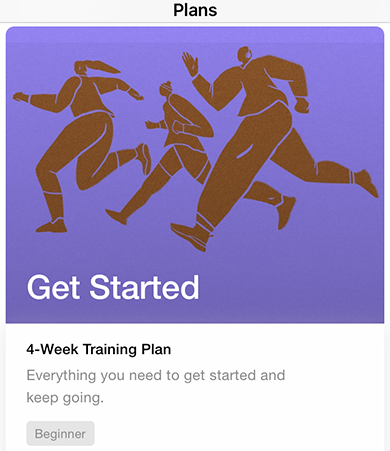 Plans
Get Started
4-Week Training Plan
Everything you need to get started and
keep going.
Beginner